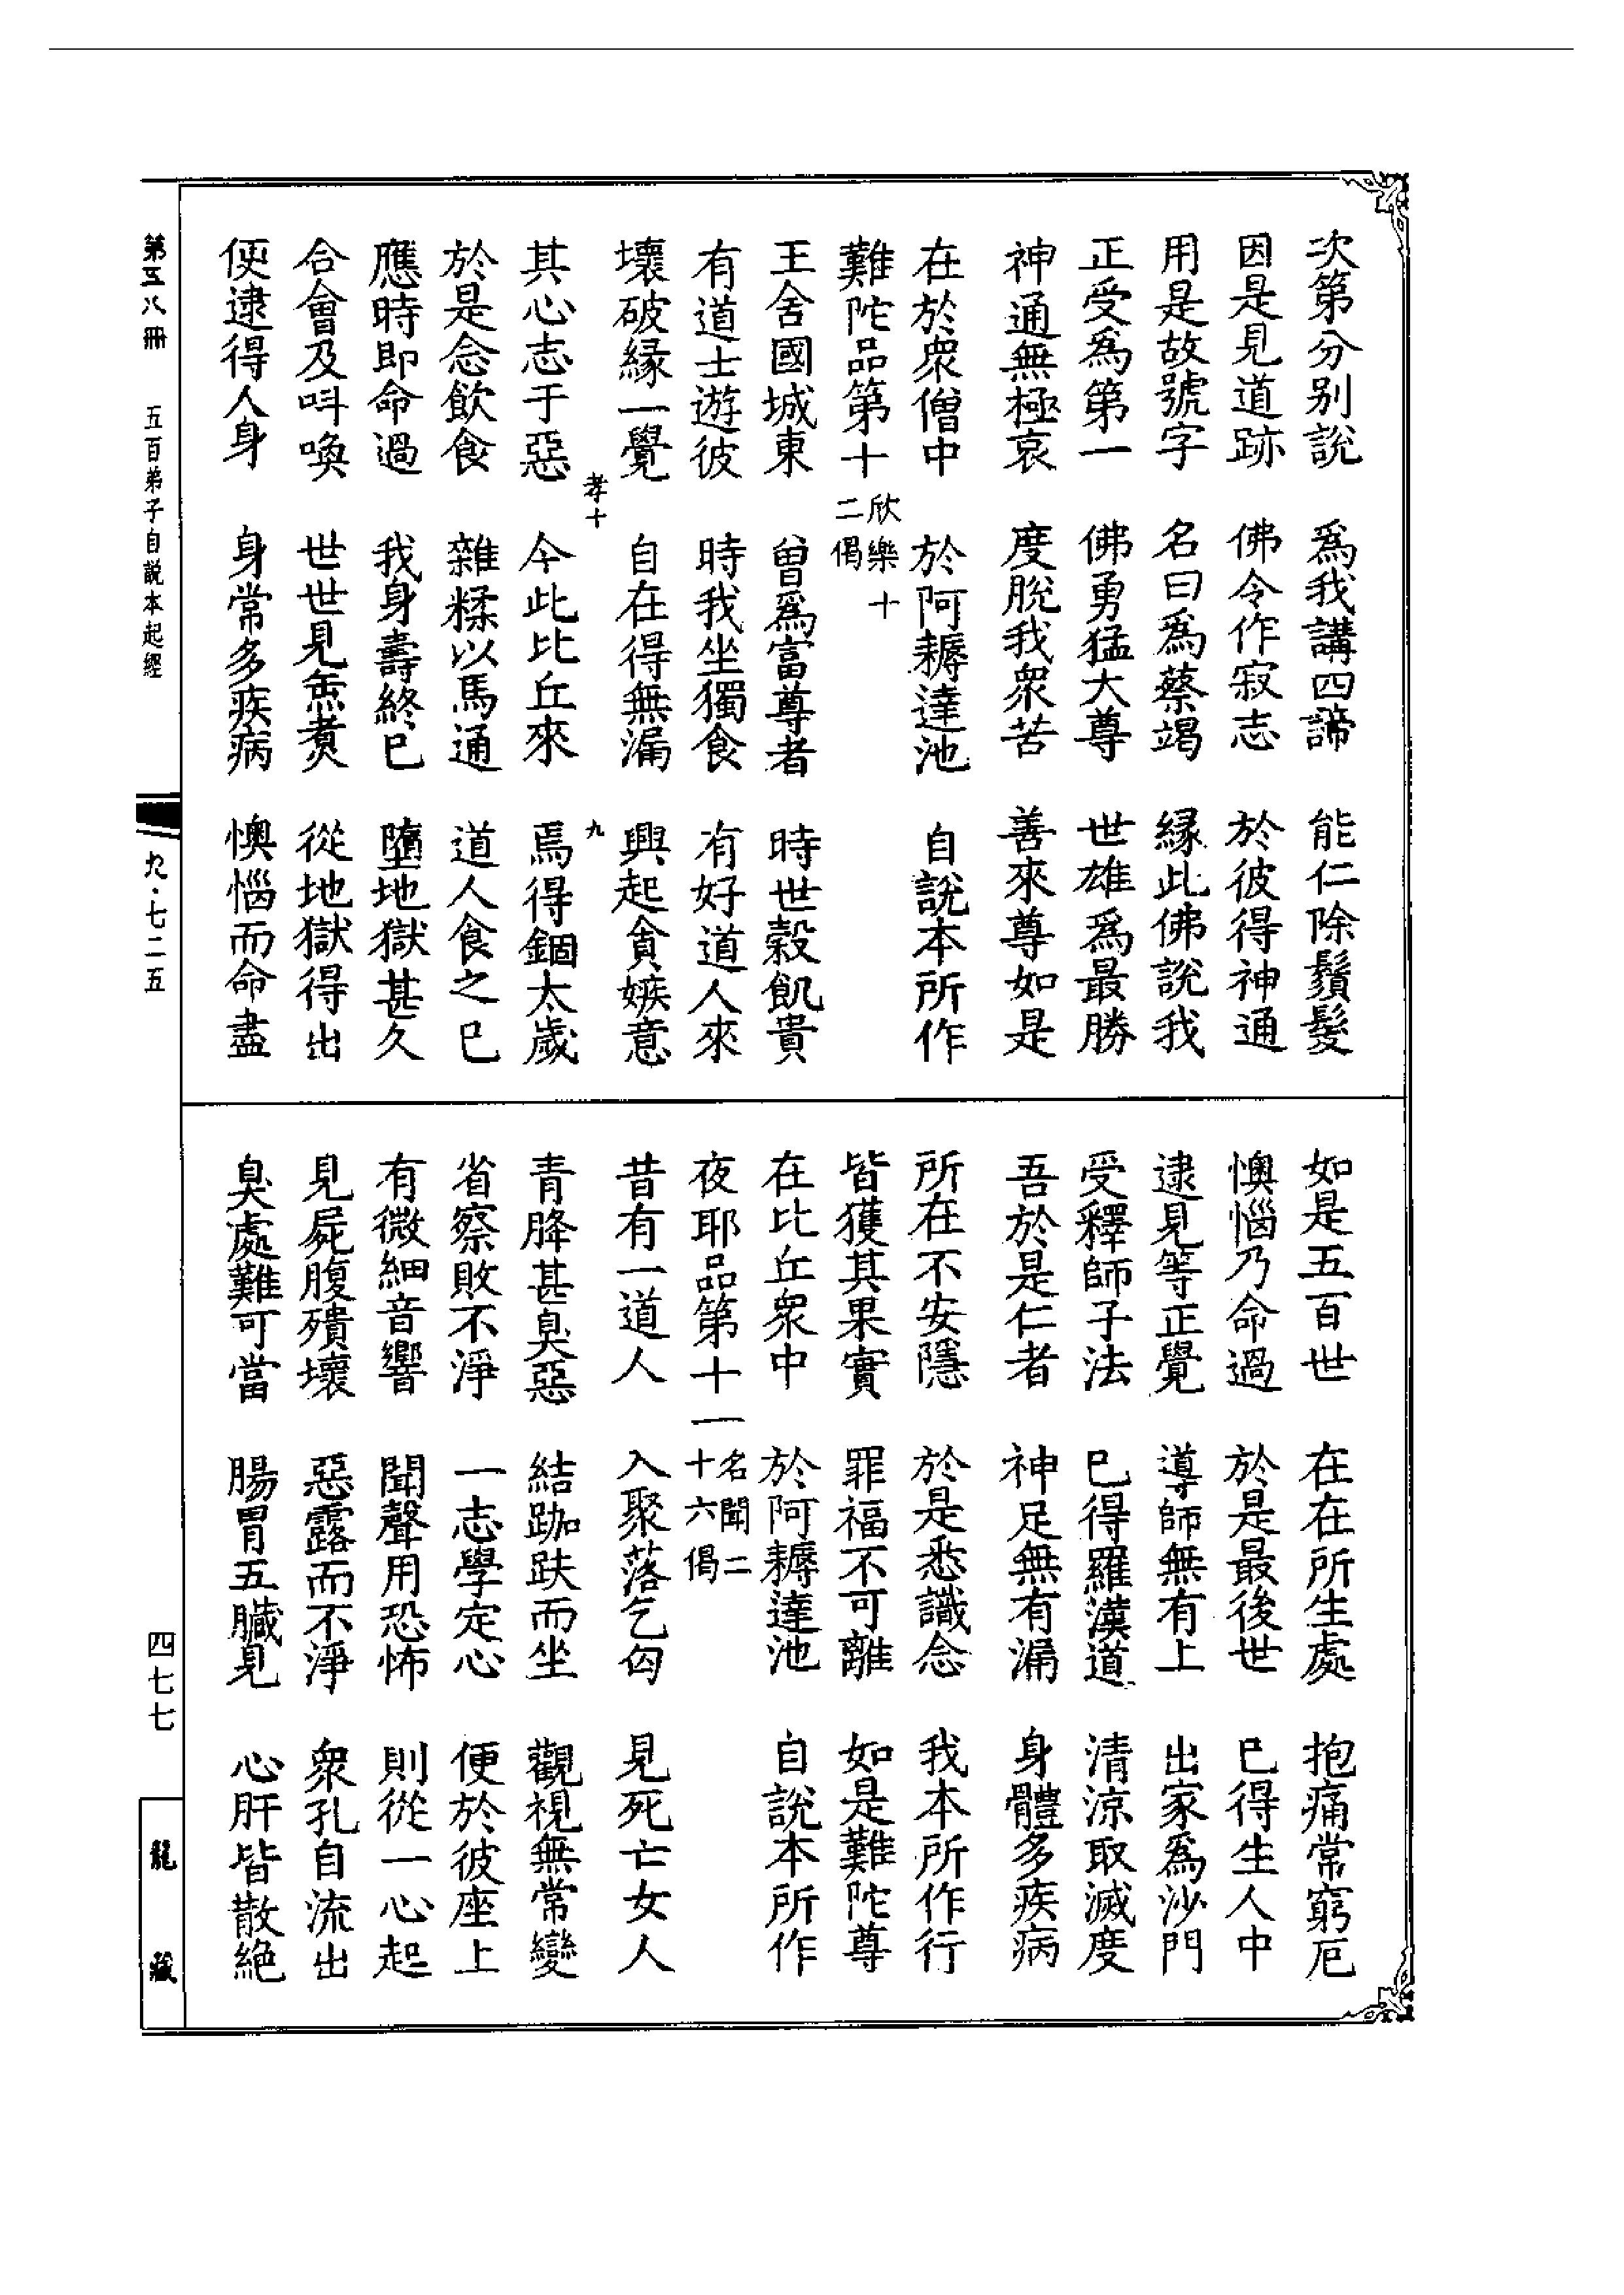 次第分別說　爲我講四諦　能仁除鬚髮
因是見道跡　佛令作寂志　於彼得神通
用是故號字　名曰爲蔡竭　緣此佛說我
正受爲第一　佛勇猛大尊　世雄爲最勝
神通無極哀　度脫我衆苦　善來尊如是
在於衆僧中　於阿耨達池　自說本所作
難陀品第十　欣樂十二偈
王舍國城東　曾爲富尊者　時世穀飢貴
有道士遊彼　時我坐獨食　有好道人來
壞破緣一覺　自在得無漏　興起貪嫉意
孝十　九
其心志于惡　今此比丘來　焉得錮太歲
於是念飲食　雜糅以馬通　道人食之已
應時即命過　我身壽終已　墮地獄甚久
合會及叫喚　世世見𤈦煑　從地獄得出
便逮得人身　身常多疾病　懊惱而命盡
如是五百世　在在所生處　抱痛常窮厄
懊惱乃命過　於是最後世　已得生人中
逮見等正覺　導師無有上　出家爲沙門
受釋師子法　已得羅漢道　清涼取滅度
吾於是仁者　神足無有漏　身體多疾病
所在不安隱　於是悉識念　我本所作行
皆獲其果實　罪福不可離　如是難陀尊
在比丘衆中　於阿耨達池　自說本所作
夜耶品第十一　名聞二十六偈
昔有一道人　入聚落乞匃　見死亡女人
青胮甚臭惡　結跏趺而坐　觀視無常變
省察敗不淨　一志學定心　便於彼座上
有微細音響　聞聲用恐怖　則從一心起
見屍腹殨壞　惡露而不淨　衆孔自流出
臭處難可當　腸胃五臟見　心肝皆散絕
第五八冊　五百弟子自說本起經　九·七二五　四七七　龍藏